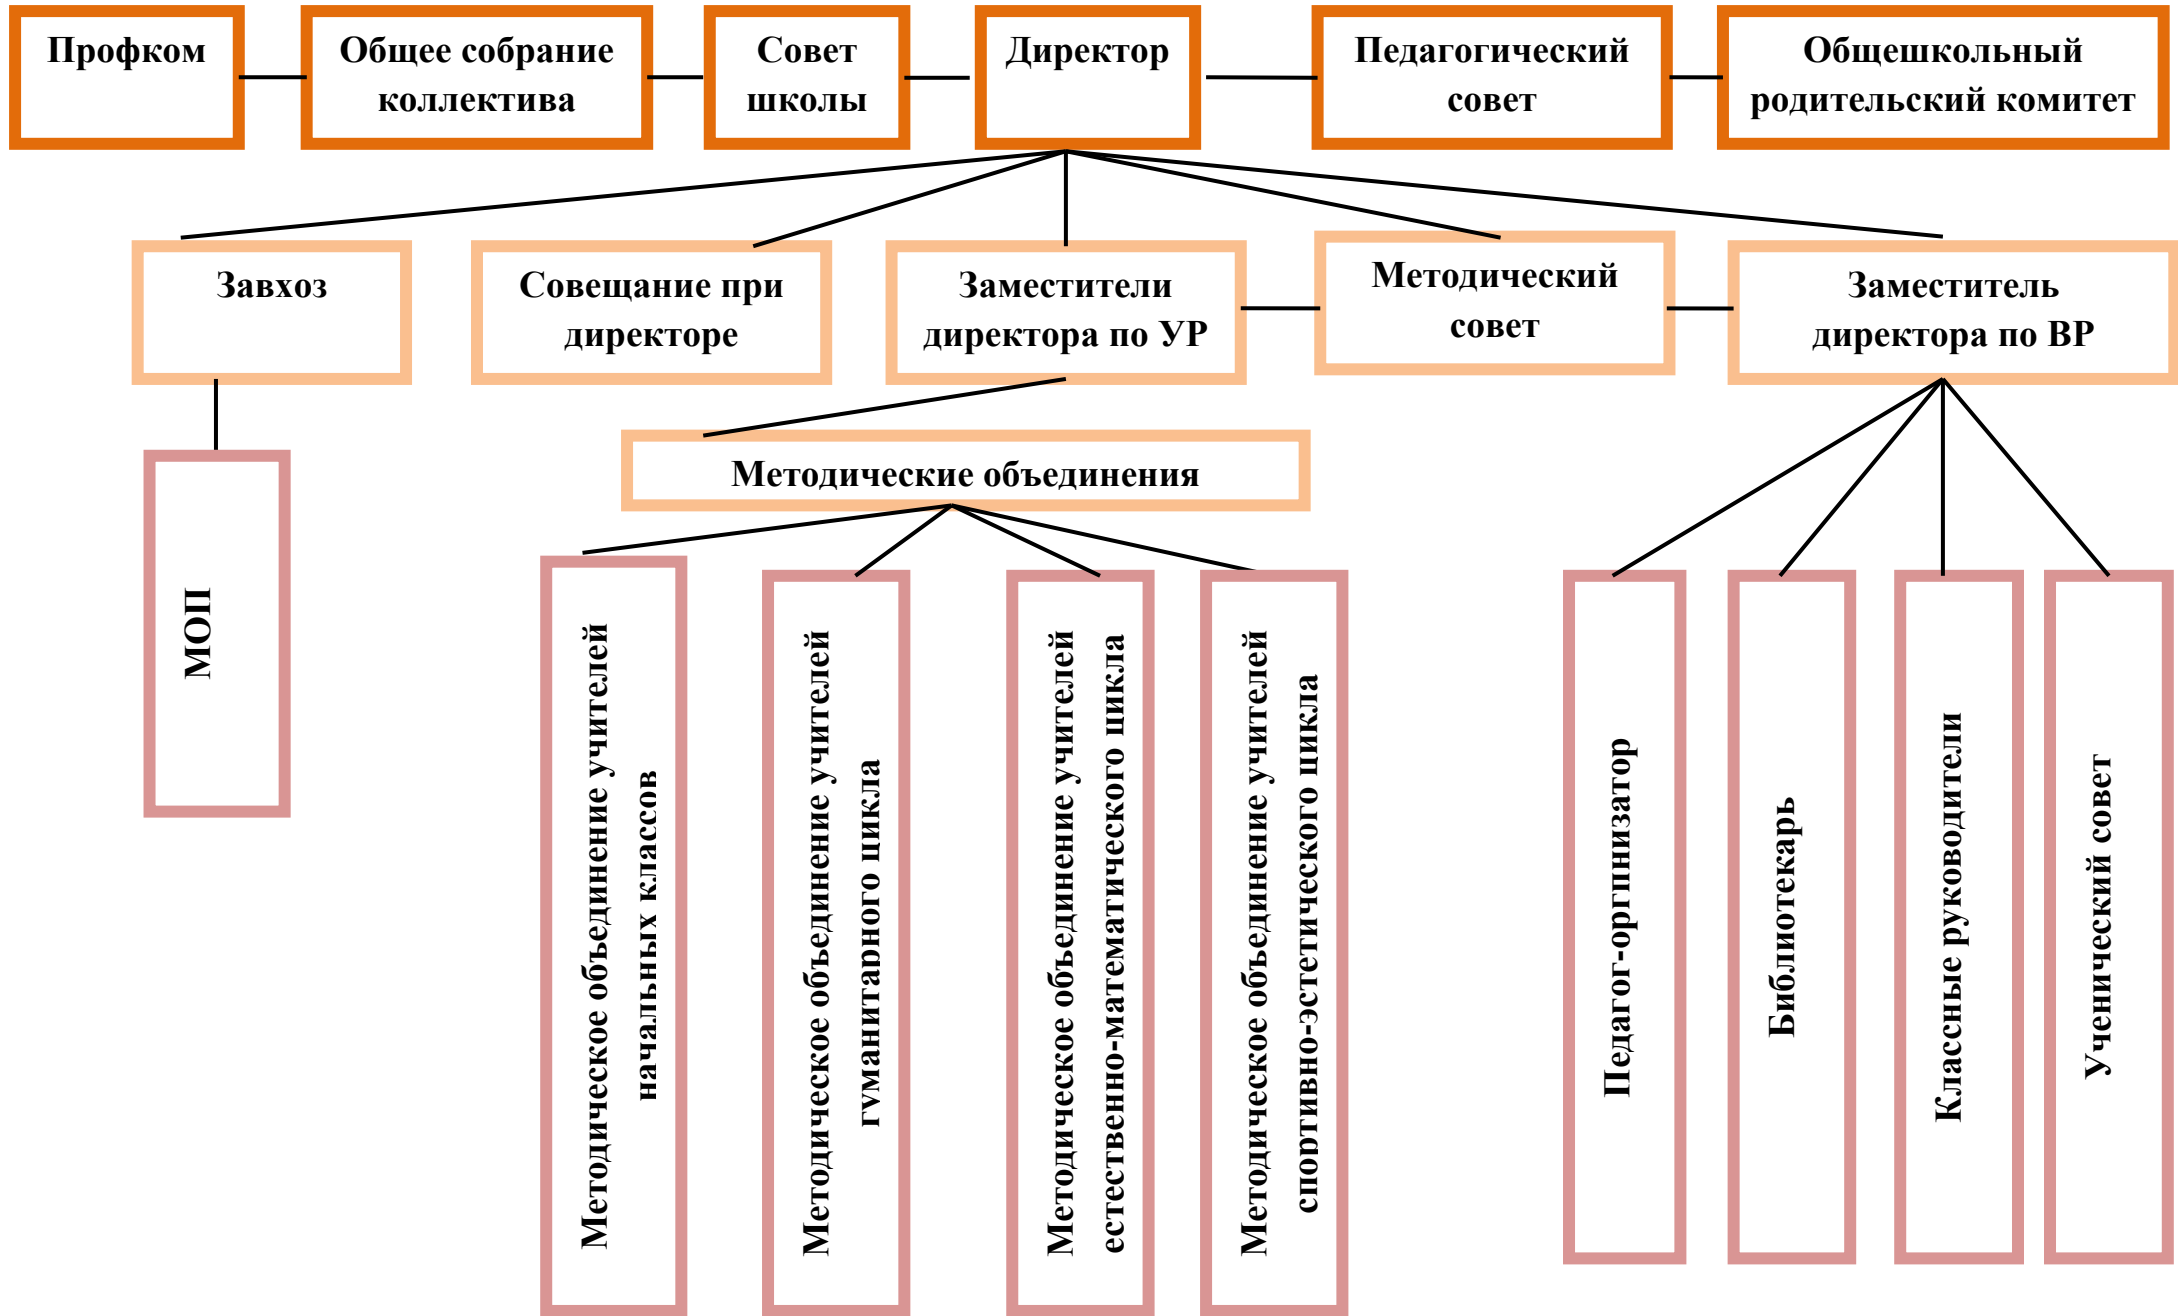 Профком
Общее собрание
коллектива
Совет
школы
Директор
Педагогический
совет
Общешкольный
родительский комитет
Завхоз
Совещание при
директоре
Заместители
директора по УР
Методический
совет
Заместитель
директора по ВР
Методические объединения
МОП
Методическое объединение учителей
начальных классов
Методическое объединение учителей
гуманитарного цикла
Методическое объединение учителей
естественно-математического цикла
Методическое объединение учителей
спортивно-эстетического цикла
Педагог-оргпнизатор
Библиотекарь
Классные руководители
Ученический совет